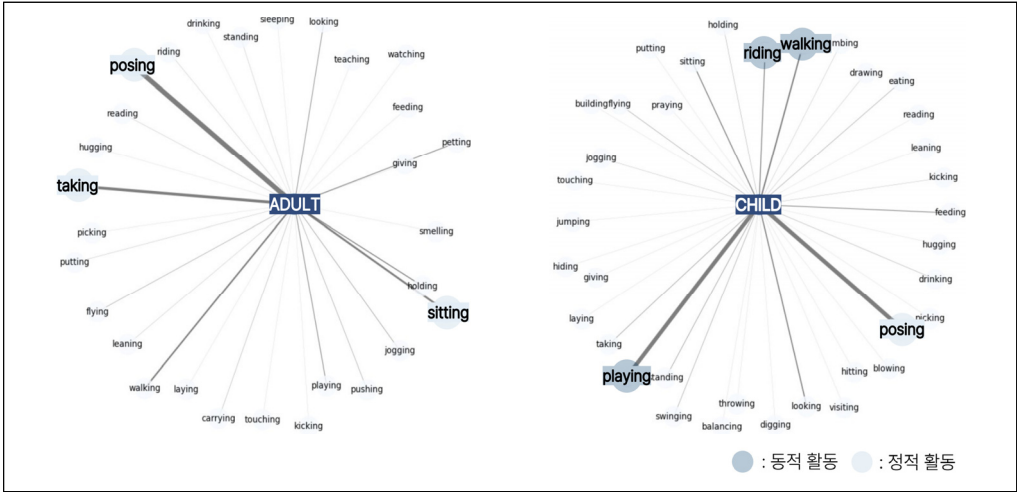 drinking
sleeping
looking
standing
riding
posing
teaching
watching
reading
feeding
hugging
petting
giving
taking
ADULT
picking
smelling
putting
holding
flying
sitting
leaning
jogging
walking
laying
playing
pushing
carrying
touching
kicking
holding
putting
riding
walking
mbing
sitting
drawing
eating
buildingflying
praying
reading
jogging
leaning
touching
kicking
CHILD
jumping
feeding
hugging
hiding
giving
drinking
laying
picking
posing
taking
playing
tanding
hitting
blowing
swinging
throwing
looking
visiting
balancing
digging
: 동적 활동
: 정적 활동